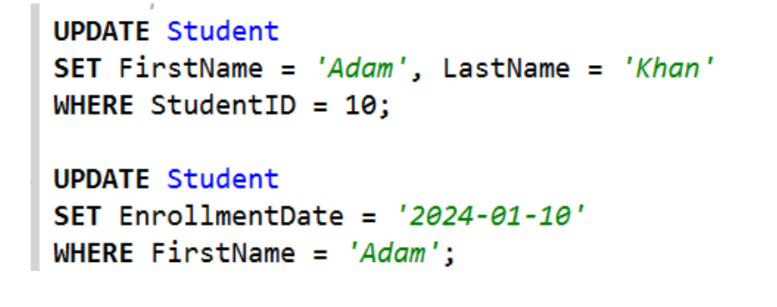 UPDATE Student
SET FirstName = 'Adam', LastName = 'Khan'
WHERE StudentID = 10;
UPDATE Student
SET EnrollmentDate = '2024-01-10'
WHERE FirstName = 'Adam';